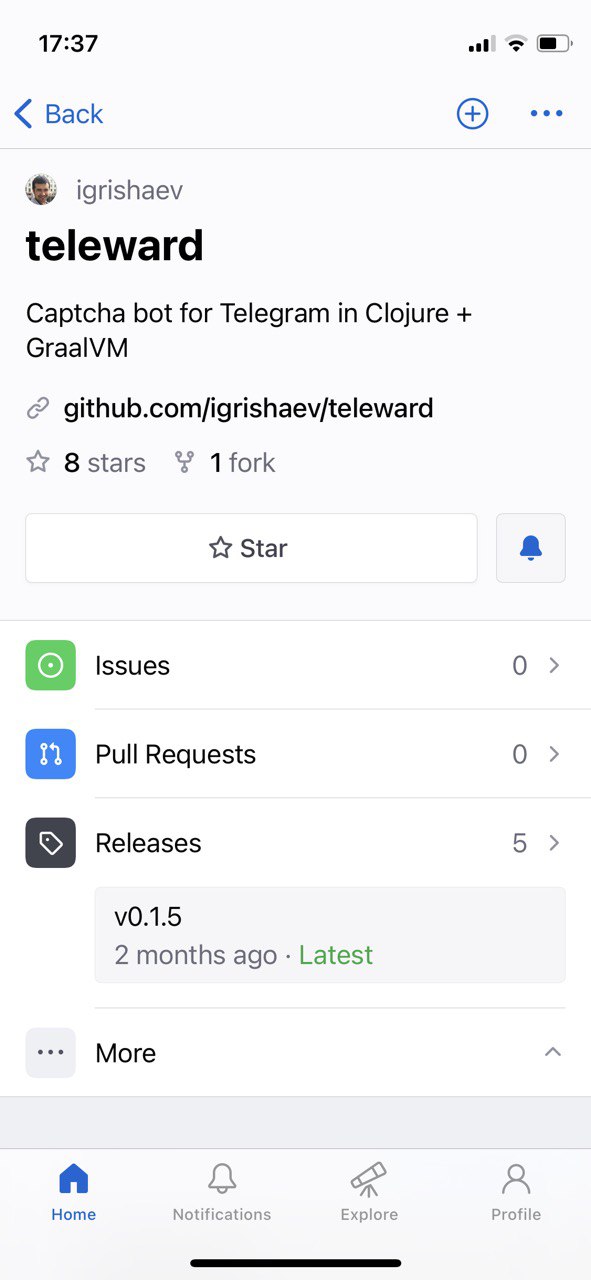 17:37
Back
igrishaev
teleward
Captcha bot for Telegram in Clojure +
GraalVM
github.com/igrishaev/teleward
8 stars 1 fork
Star
Issues 0
Pull Requests 0
Releases 5
v0.1.5
2 months ago · Latest
More
Home Notifications Explore Profile